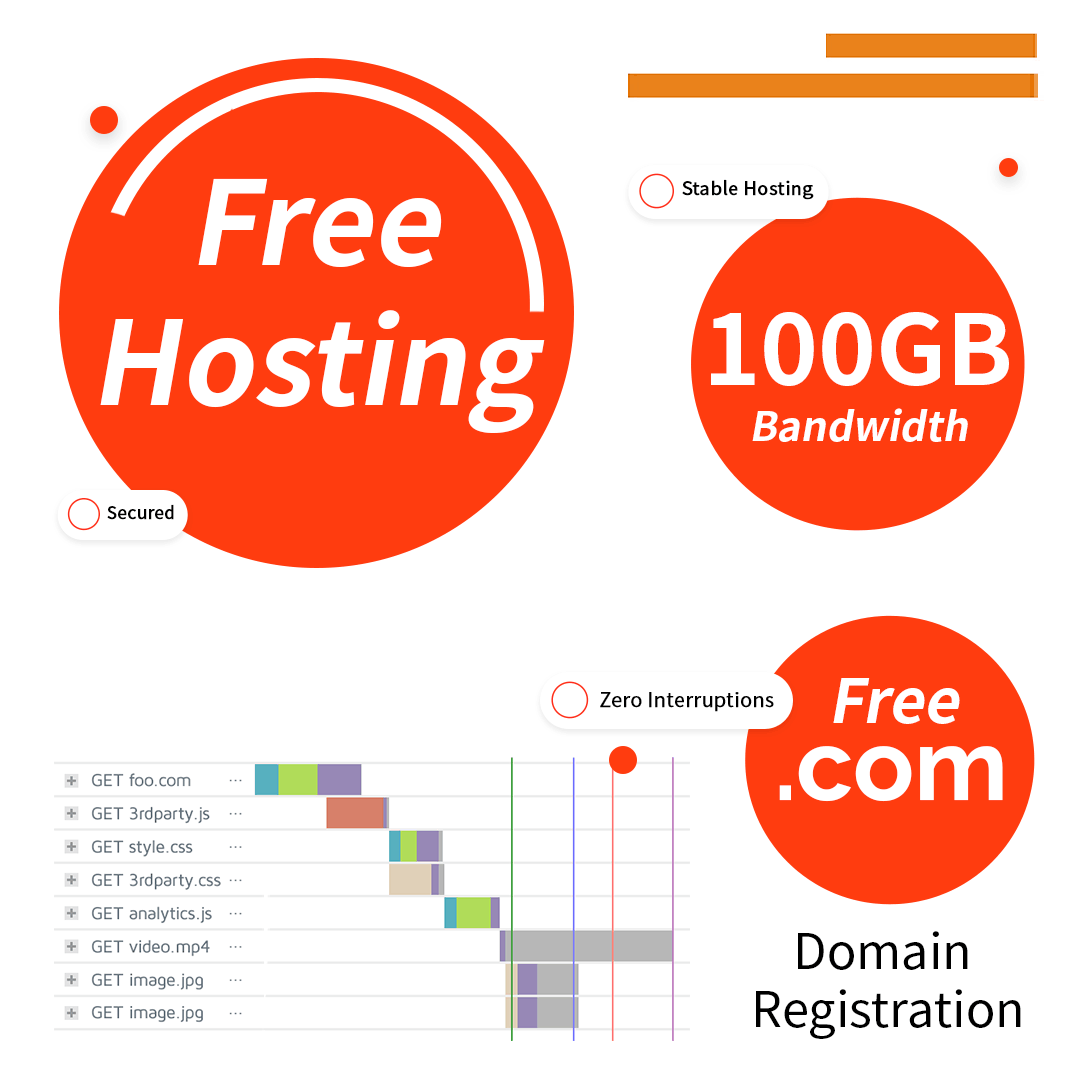 Free
Hosting
Secured
Stable Hosting
100GB
Bandwidth
Zero Interruptions
Free
.com
Domain
Registration
GET foo.com ...
GET 3rdparty.js ...
GET style.css ...
GET 3rdparty.css ...
GET analytics.js ...
GET video.mp4 ...
GET image.jpg ...
GET image.jpg ...